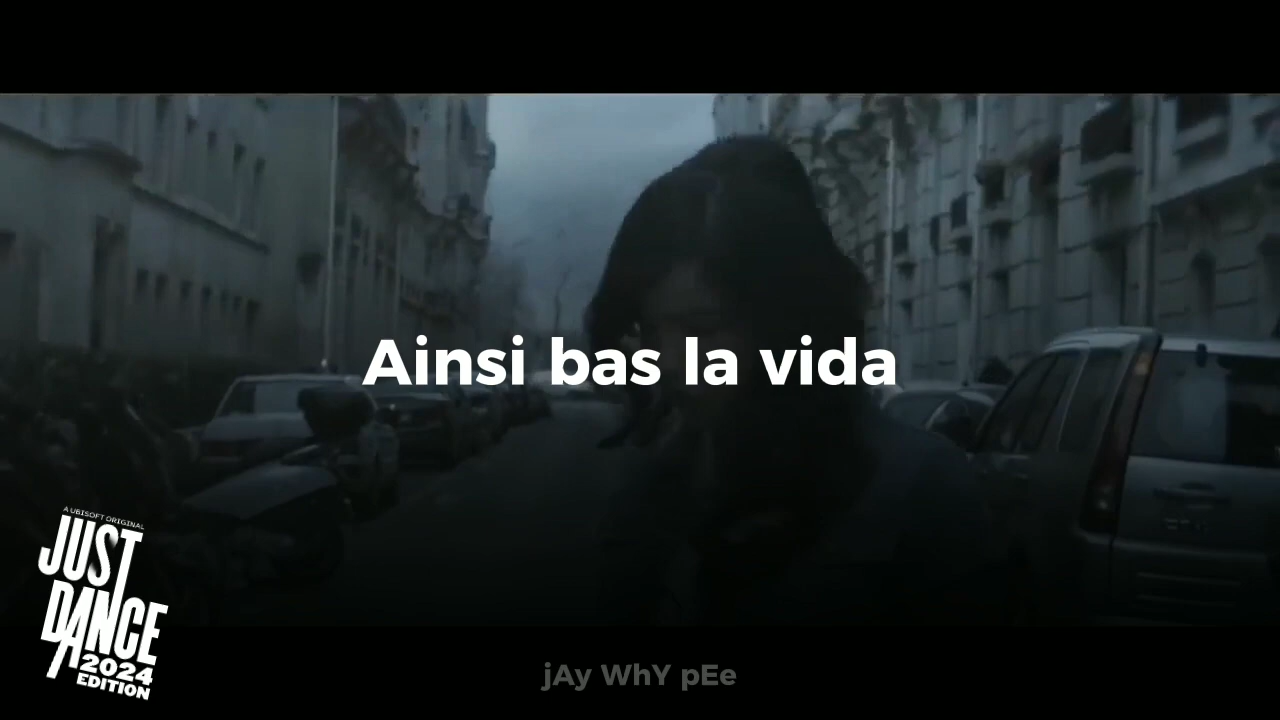 Ainsi bas la vida
A UBISOFT ORIGINAL
JUST
DANCE
2024
EDITION
jAy WhY pEe